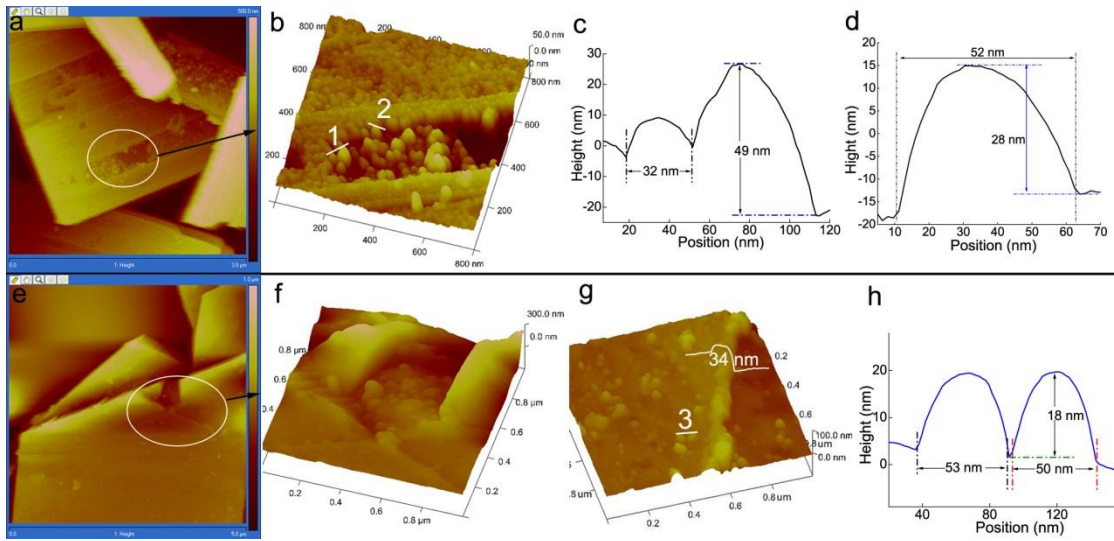 a
500.0 nm
0.0
1: Height
3.0 µm
b
800 nm
600
400
200
50.0 nm
0.0 nm
800 nm
600
400
200
1
2
200
400
600
800 nm
c
Height (nm)
30
20
10
0
-10
-20
32 nm
49 nm
20 40 60 80 100 120
Position (nm)
d
Hight (nm)
20
15
10
5
0
-5
-10
-15
-20
52 nm
28 nm
10 20 30 40 50 60 70
Position (nm)
e
1.0 µm
0.0
1: Height
5.0 µm
f
300.0 nm
0.0 nm
0.8 µm
0.6
0.4
0.2
0.8 µm
0.6
0.4
0.2
0.2
0.4
0.6
0.8 µm
g
34 nm
3
0.2
0.4
0.6
100.0 nm
0.0 nm
0.2
0.4
0.6
0.8 um
h
Height (nm)
20
10
0
18 nm
53 nm
50 nm
40 80 120
Position (nm)